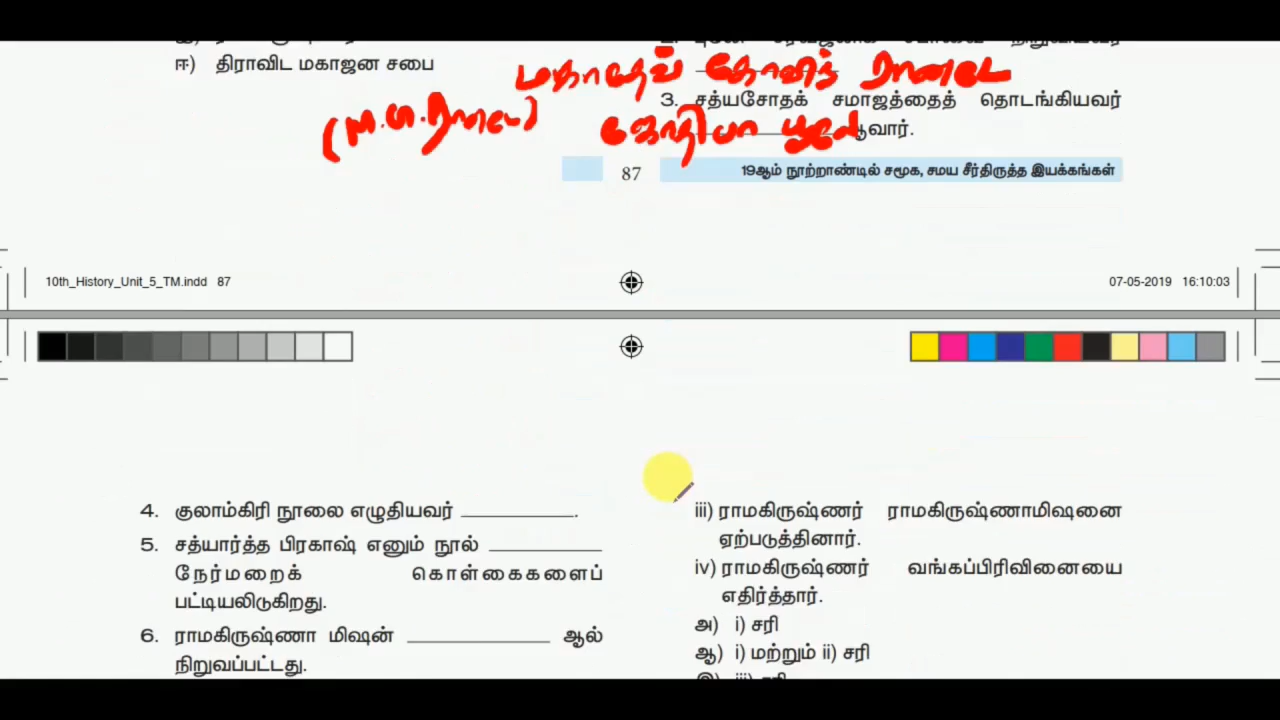 ஈ) திராவிட மகாஜன சபை
மகாதேவ் கோவிந் ரானடே
(M.G.ரானடே)
3. சத்யசோதக் சமாஜத்தைத் தொடங்கியவர்
ஜோதிபா பூலே ஆவார்.
87 19ஆம் நூற்றாண்டில் சமூக, சமய சீர்திருத்த இயக்கங்கள்
10th_History_Unit_5_TM.indd 87
07-05-2019 16:10:03
4. குலாம்கிரி நூலை எழுதியவர் ____________.
5. சத்யார்த்த பிரகாஷ் எனும் நூல் ____________
நேர்மறைக் கொள்கைகளைப்
பட்டியலிடுகிறது.
6. ராமகிருஷ்ணா மிஷன் ____________ ஆல்
நிறுவப்பட்டது.
iii) ராமகிருஷ்ணர் ராமகிருஷ்ணாமிஷனை
ஏற்படுத்தினார்.
iv) ராமகிருஷ்ணர் வங்கப்பிரிவினையை
எதிர்த்தார்.
அ) i) சரி
ஆ) i) மற்றும் ii) சரி